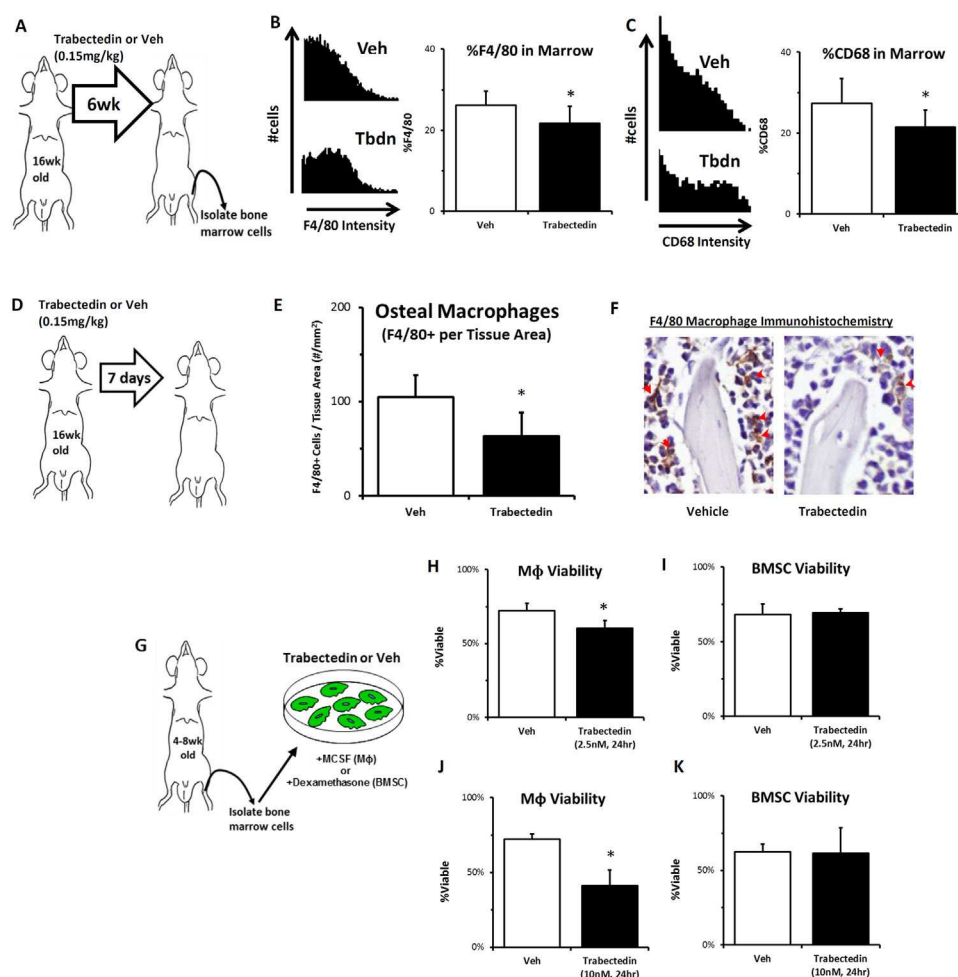 A
Trabectedin or Veh
(0.15mg/kg)
6wk
16wk
old
Isolate bone
marrow cells
B
#cells
Veh
Tbdn
F4/80 Intensity
%F4/80 in Marrow
%F4/80
40
20
0
*
Veh
Trabectedin
C
#cells
Veh
Tbdn
CD68 Intensity
%CD68 in Marrow
%CD68
40
20
0
*
Veh
Trabectedin
D
Trabectedin or Veh
(0.15mg/kg)
7 days
16wk
old
E
Osteal Macrophages
(F4/80+ per Tissue Area)
F4/80+ Cells / Tissue Area (#/mm²)
200
100
0
*
Veh
Trabectedin
F
F4/80 Macrophage Immunohistochemistry
Vehicle
Trabectedin
G
4-8wk
old
Isolate bone
marrow cells
Trabectedin or Veh
+MCSF (Mϕ)
or
+Dexamethasone (BMSC)
H
Mϕ Viability
%Viable
100%
50%
0%
*
Veh
Trabectedin
(2.5nM, 24hr)
I
BMSC Viability
%Viable
100%
50%
0%
Veh
Trabectedin
(2.5nM, 24hr)
J
Mϕ Viability
%Viable
100%
50%
0%
*
Veh
Trabectedin
(10nM, 24hr)
K
BMSC Viability
%Viable
100%
50%
0%
Veh
Trabectedin
(10nM, 24hr)